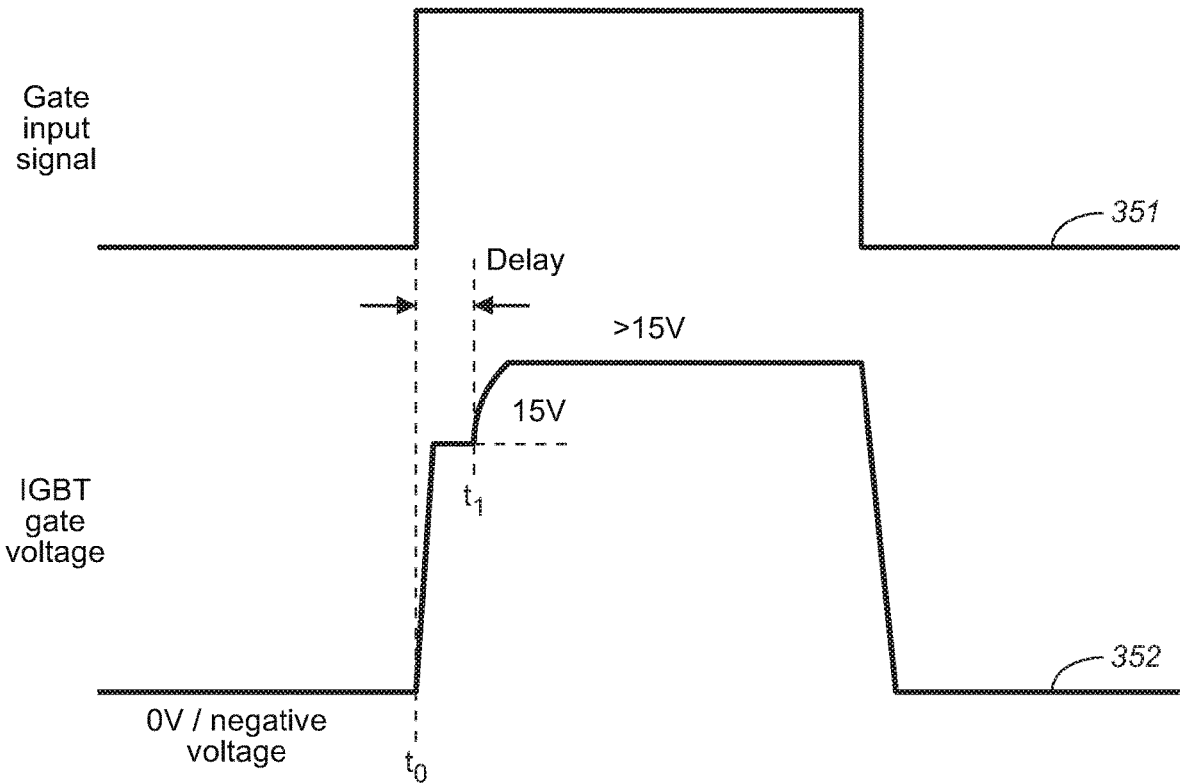 Gate
input
signal
351
Delay
>15V
15V
t1
IGBT
gate
voltage
352
0V / negative
voltage
t0